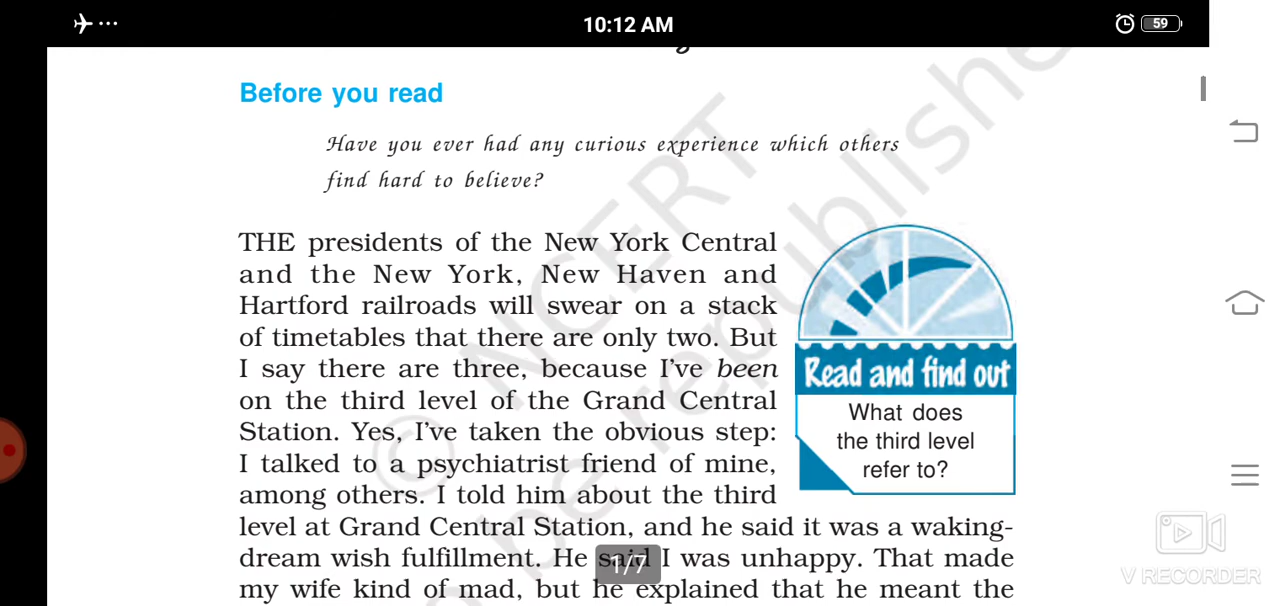 10:12 AM
59
Before you read
Have you ever had any curious experience which others
find hard to believe?
THE presidents of the New York Central
and the New York, New Haven and
Hartford railroads will swear on a stack
of timetables that there are only two. But
I say there are three, because I've been
on the third level of the Grand Central
Station. Yes, I've taken the obvious step:
I talked to a psychiatrist friend of mine,
among others. I told him about the third
level at Grand Central Station, and he said it was a waking-
dream wish fulfillment. He said I was unhappy. That made
my wife kind of mad, but he explained that he meant the
Read and find out
What does
the third level
refer to?
1/7
© NCERT
be republishe
V RECORDER